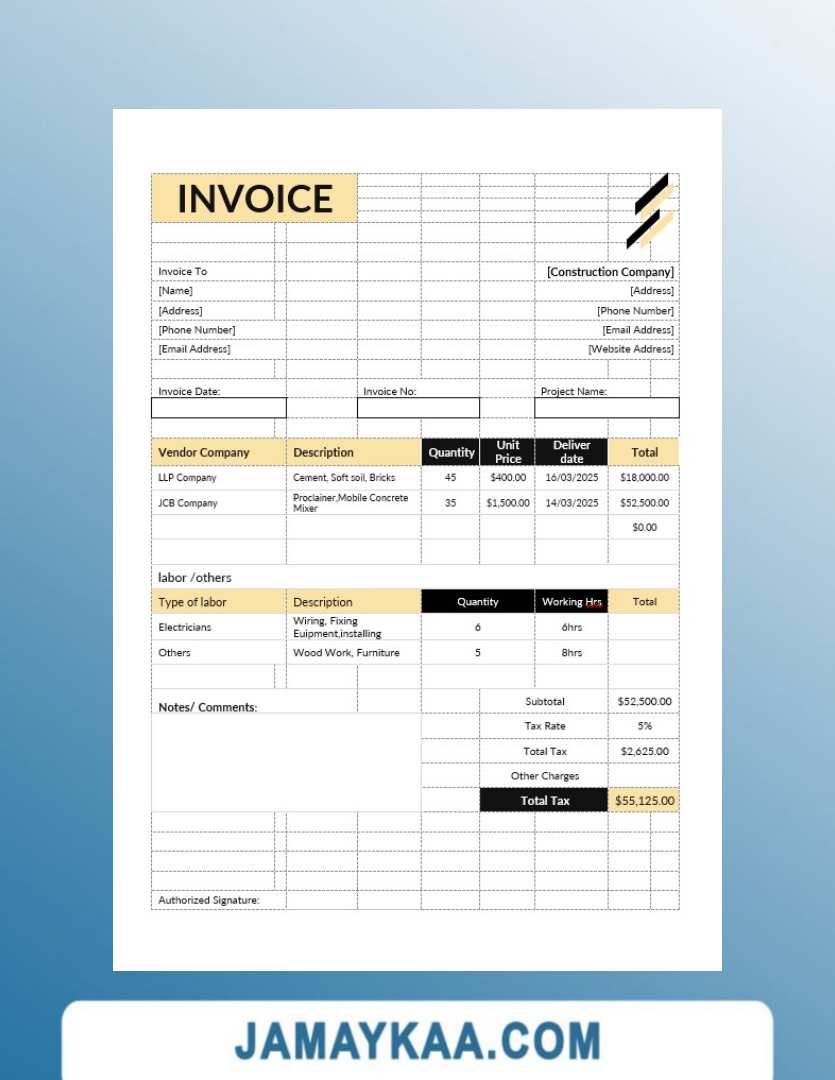 INVOICE
Invoice To
[Construction Company]
[Name]
[Address]
[Address]
[Phone Number]
[Phone Number]
[Email Address]
[Email Address]
[Website Address]
Invoice Date:
Invoice No:
Project Name:
Vendor Company Description Quantity Unit Price Deliver date Total
LLP Company Cement, Soft soil, Bricks 45 $400.00 16/03/2025 $18,000.00
JCB Company Proclainer,Mobile Concrete Mixer 35 $1,500.00 14/03/2025 $52,500.00
$0.00
labor /others
Type of labor Description Quantity Working Hrs Total
Electricians Wiring, Fixing Euipment,installing 6 6hrs
Others Wood Work, Furniture 5 8hrs
Notes/ Comments:
Subtotal $52,500.00
Tax Rate 5%
Total Tax $2,625.00
Other Charges
Total Tax $55,125.00
Authorized Signature:
JAMAYKAA.COM